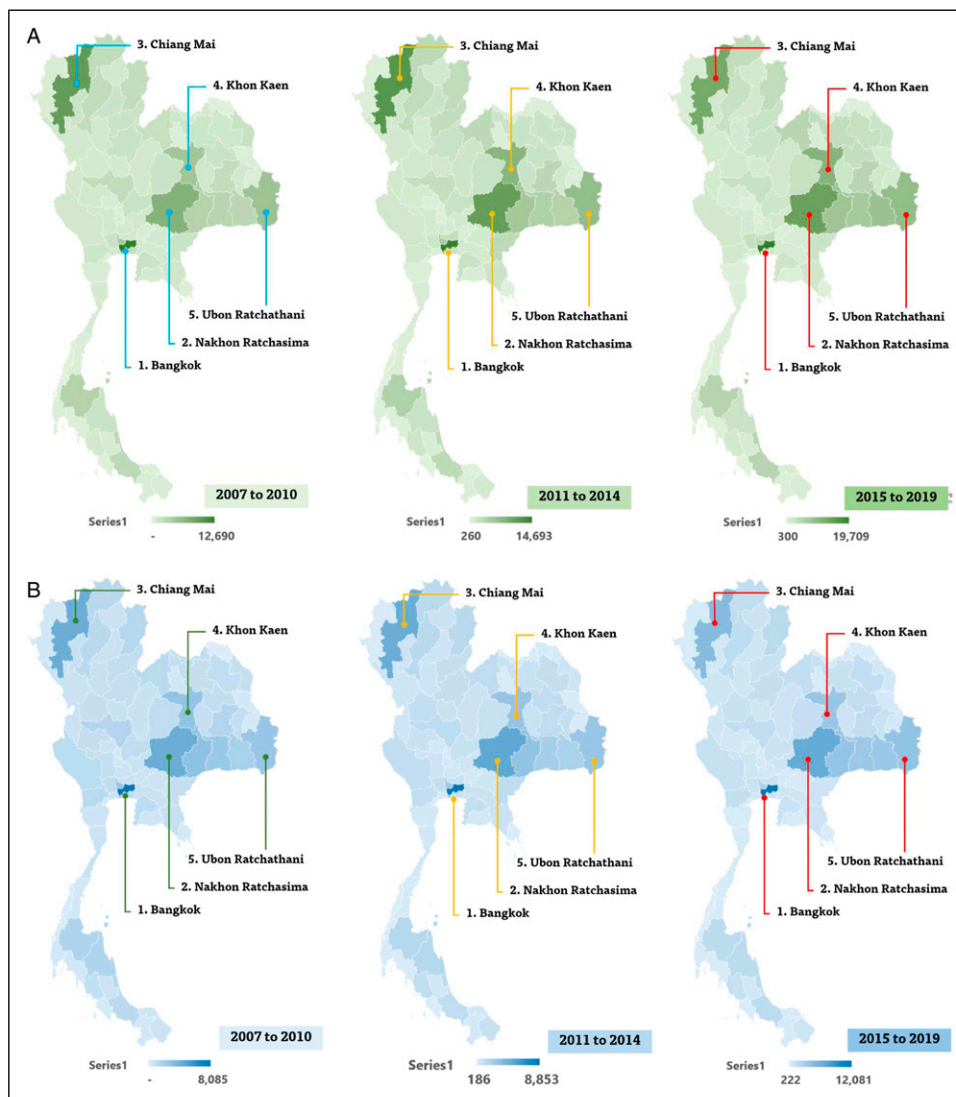 A
3. Chiang Mai
4. Khon Kaen
5. Ubon Ratchathani
2. Nakhon Ratchasima
1. Bangkok
2007 to 2010
Series1
- 12,690
3. Chiang Mai
4. Khon Kaen
5. Ubon Ratchathani
2. Nakhon Ratchasima
1. Bangkok
2011 to 2014
Series1
260 14,693
3. Chiang Mai
4. Khon Kaen
5. Ubon Ratchathani
2. Nakhon Ratchasima
1. Bangkok
2015 to 2019
Series1
300 19,709
B
3. Chiang Mai
4. Khon Kaen
5. Ubon Ratchathani
2. Nakhon Ratchasima
1. Bangkok
2007 to 2010
Series1
- 8,085
3. Chiang Mai
4. Khon Kaen
5. Ubon Ratchathani
2. Nakhon Ratchasima
1. Bangkok
2011 to 2014
Series1
186 8,853
3. Chiang Mai
4. Khon Kaen
5. Ubon Ratchathani
2. Nakhon Ratchasima
1. Bangkok
2015 to 2019
Series1
222 12,081